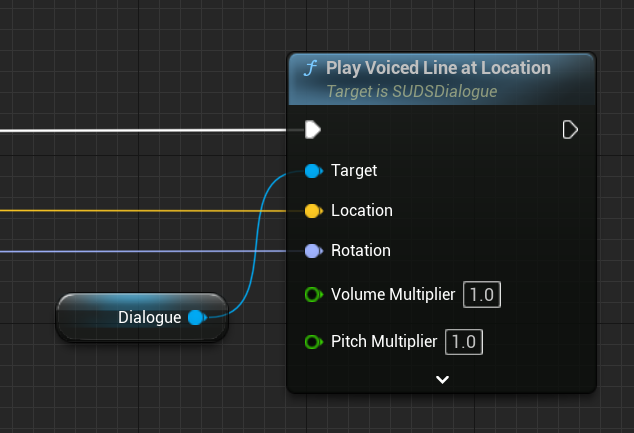 Play Voiced Line at Location
Target is SUDSDialogue
Target
Location
Rotation
Volume Multiplier 1.0
Dialogue
Pitch Multiplier 1.0